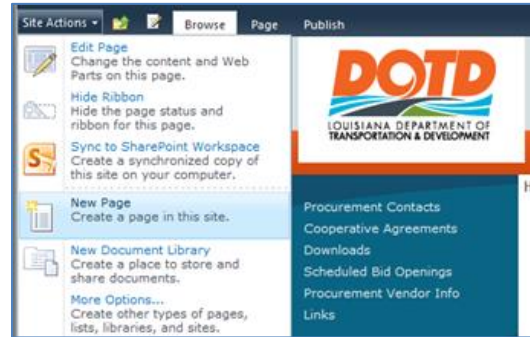 Site Actions Browse Page Publish
Edit Page
Change the content and Web
Parts on this page.
Hide Ribbon
Hide the page status and
ribbon for this page.
Sync to SharePoint Workspace
Create a synchronized copy of
this site on your computer.
New Page
Create a page in this site.
New Document Library
Create a place to store and
share documents.
More Options...
Create other types of pages,
lists, libraries, and sites.
DOTD
LOUISIANA DEPARTMENT OF
TRANSPORTATION & DEVELOPMENT
H
Procurement Contacts
Cooperative Agreements
Downloads
Scheduled Bid Openings
Procurement Vendor Info
Links